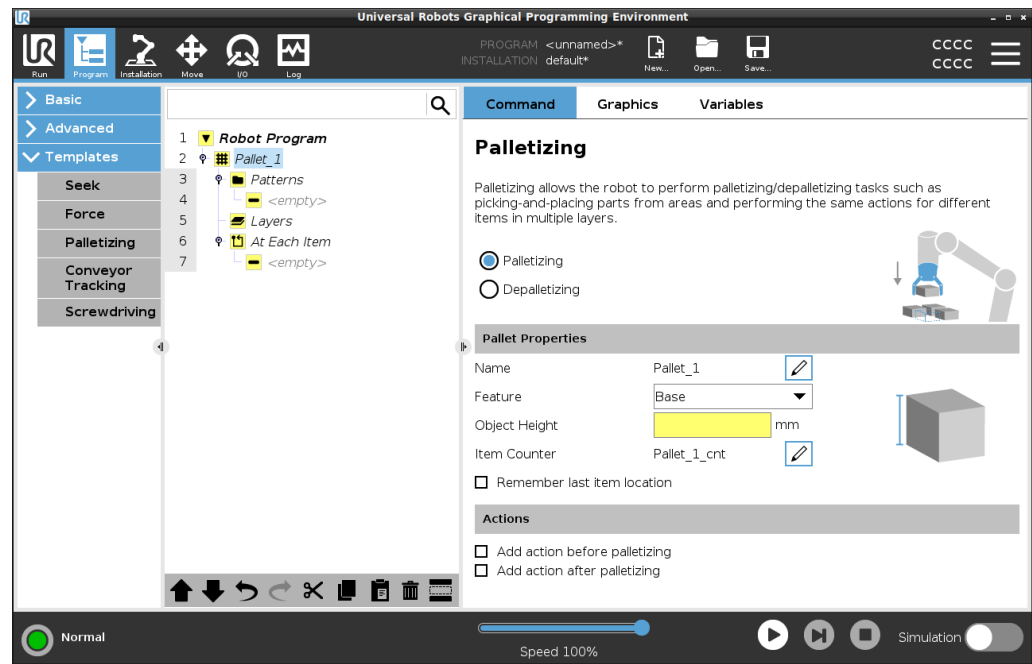 Universal Robots Graphical Programming Environment
UR
Run
Program
Installation
Move
I/O
Log
PROGRAM <unnamed>*
INSTALLATION default*
New...
Open...
Save...
CCCC
CCCC
Basic
Advanced
Templates
Seek
Force
Palletizing
Conveyor
Tracking
Screwdriving
1 Robot Program
2 Pallet_1
3 Patterns
4 <empty>
5 Layers
6 At Each Item
7 <empty>
Command Graphics Variables
Palletizing
Palletizing allows the robot to perform palletizing/depalletizing tasks such as
picking-and-placing parts from areas and performing the same actions for different
items in multiple layers.
Palletizing
Depalletizing
Pallet Properties
Name Pallet_1
Feature Base
Object Height mm
Item Counter Pallet_1_cnt
Remember last item location
Actions
Add action before palletizing
Add action after palletizing
Normal
Speed 100%
Simulation